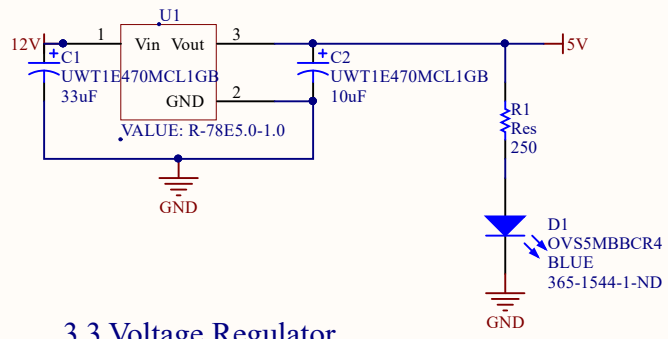 U1
12V
1
Vin
Vout
3
5V
C1
UWT1E470MCL1GB
33uF
C2
UWT1E470MCL1GB
10uF
GND
2
VALUE: R-78E5.0-1.0
R1
Res
250
GND
D1
OVS5MBBCR4
BLUE
365-1544-1-ND
GND
3.3 Voltage Regulator